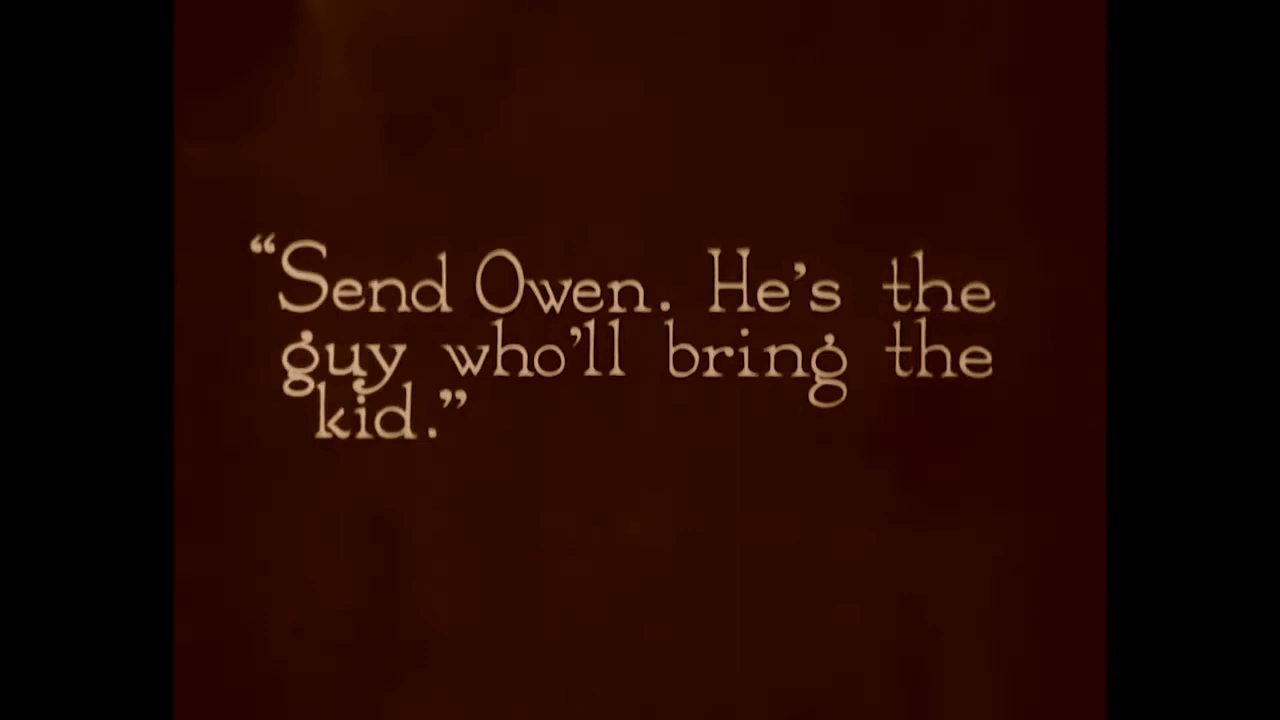 “Send Owen. He’s the
guy who’ll bring the
kid.”